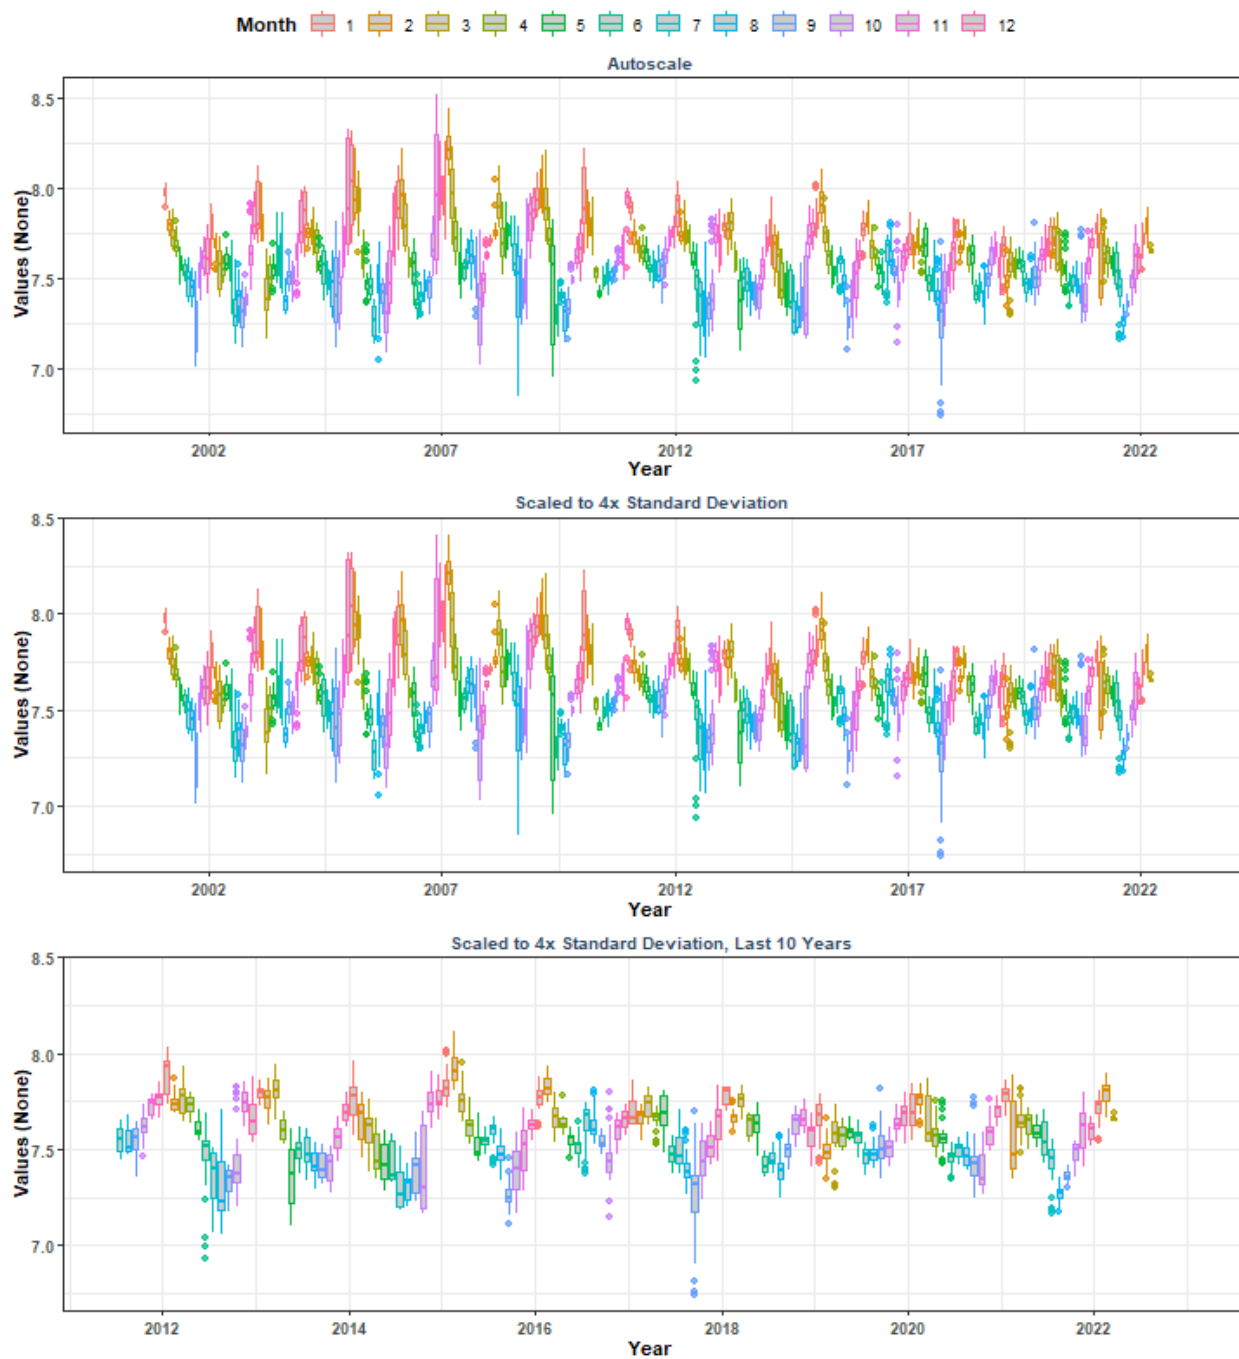 Month 1 2 3 4 5 6 7 8 9 10 11 12
Autoscale
Values (None)
8.5
8.0
7.5
7.0
2002 2007 2012 2017 2022
Year
Scaled to 4x Standard Deviation
Values (None)
8.5
8.0
7.5
7.0
2002 2007 2012 2017 2022
Year
Scaled to 4x Standard Deviation, Last 10 Years
Values (None)
8.5
8.0
7.5
7.0
2012 2014 2016 2018 2020 2022
Year